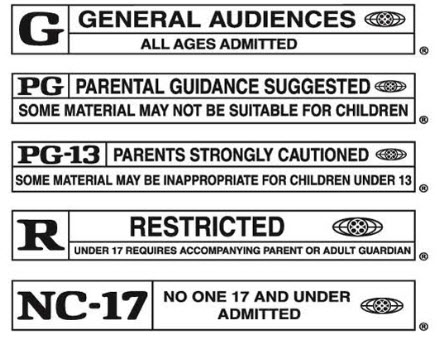 G GENERAL AUDIENCES
ALL AGES ADMITTED ®
PG PARENTAL GUIDANCE SUGGESTED
SOME MATERIAL MAY NOT BE SUITABLE FOR CHILDREN ®
PG-13 PARENTS STRONGLY CAUTIONED
SOME MATERIAL MAY BE INAPPROPRIATE FOR CHILDREN UNDER 13 ®
R RESTRICTED
UNDER 17 REQUIRES ACCOMPANYING PARENT OR ADULT GUARDIAN ®
NC-17 NO ONE 17 AND UNDER
ADMITTED ®